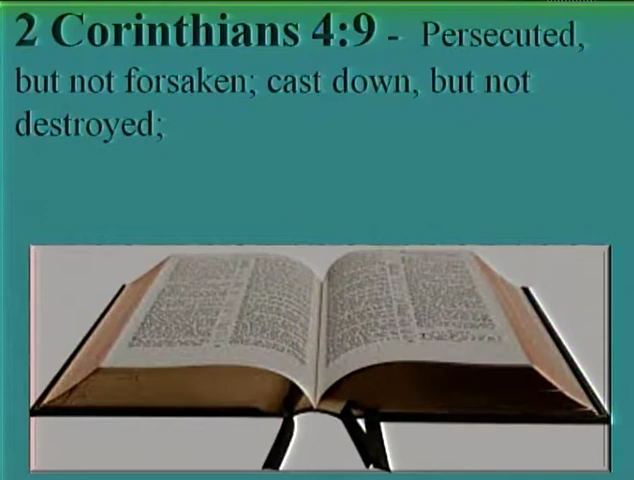 2 Corinthians 4:9 - Persecuted,
but not forsaken; cast down, but not
destroyed;